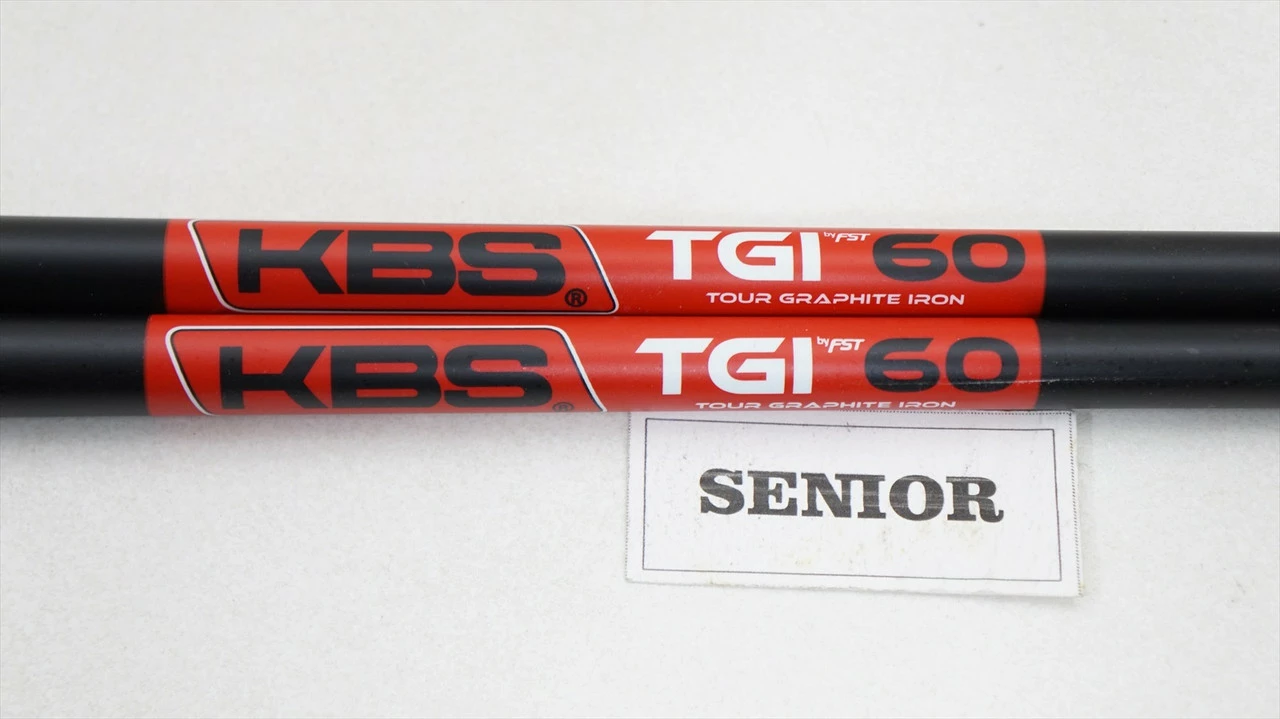 KBS® TGI by FST 60
TOUR GRAPHITE IRON
KBS® TGI by FST 60
TOUR GRAPHITE IRON
SENIOR